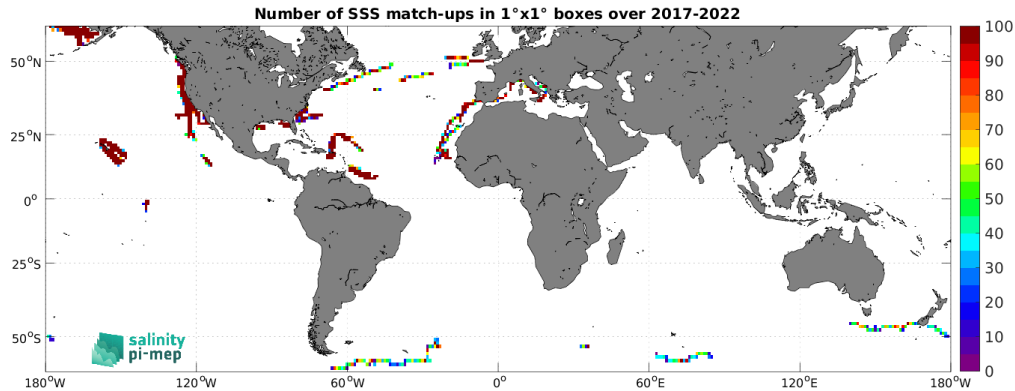 Number of SSS match-ups in 1°x1° boxes over 2017-2022
50°N
25°N
0°
25°S
50°S
180°W
120°W
60°W
0°
60°E
120°E
180°W
100
90
80
70
60
50
40
30
20
10
0
salinity
pi-mep